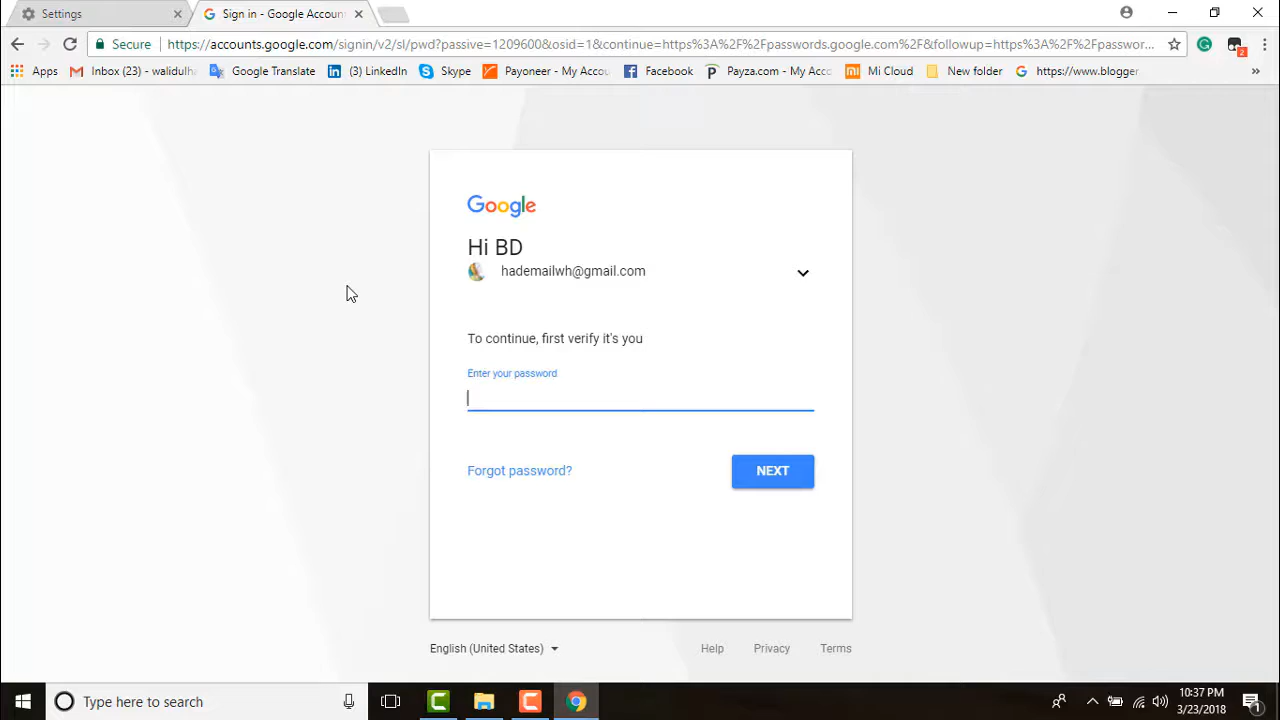 Settings
Sign in - Google Accoun
Secure
https://accounts.google.com/signin/v2/sl/pwd?passive=1209600&osid=1&continue=https%3A%2F%2Fpasswords.google.com%2F&followup=https%3A%2F%2Fpasswor...
Apps
Inbox (23) - walidulha
Google Translate
(3) LinkedIn
Skype
Payoneer - My Accou
Facebook
Payza.com - My Acco
Mi Cloud
New folder
https://www.blogger
2
Google
Hi BD
hademailwh@gmail.com
To continue, first verify it's you
Enter your password
Forgot password?
NEXT
English (United States)
Help
Privacy
Terms
Type here to search
10:37 PM
3/23/2018
1